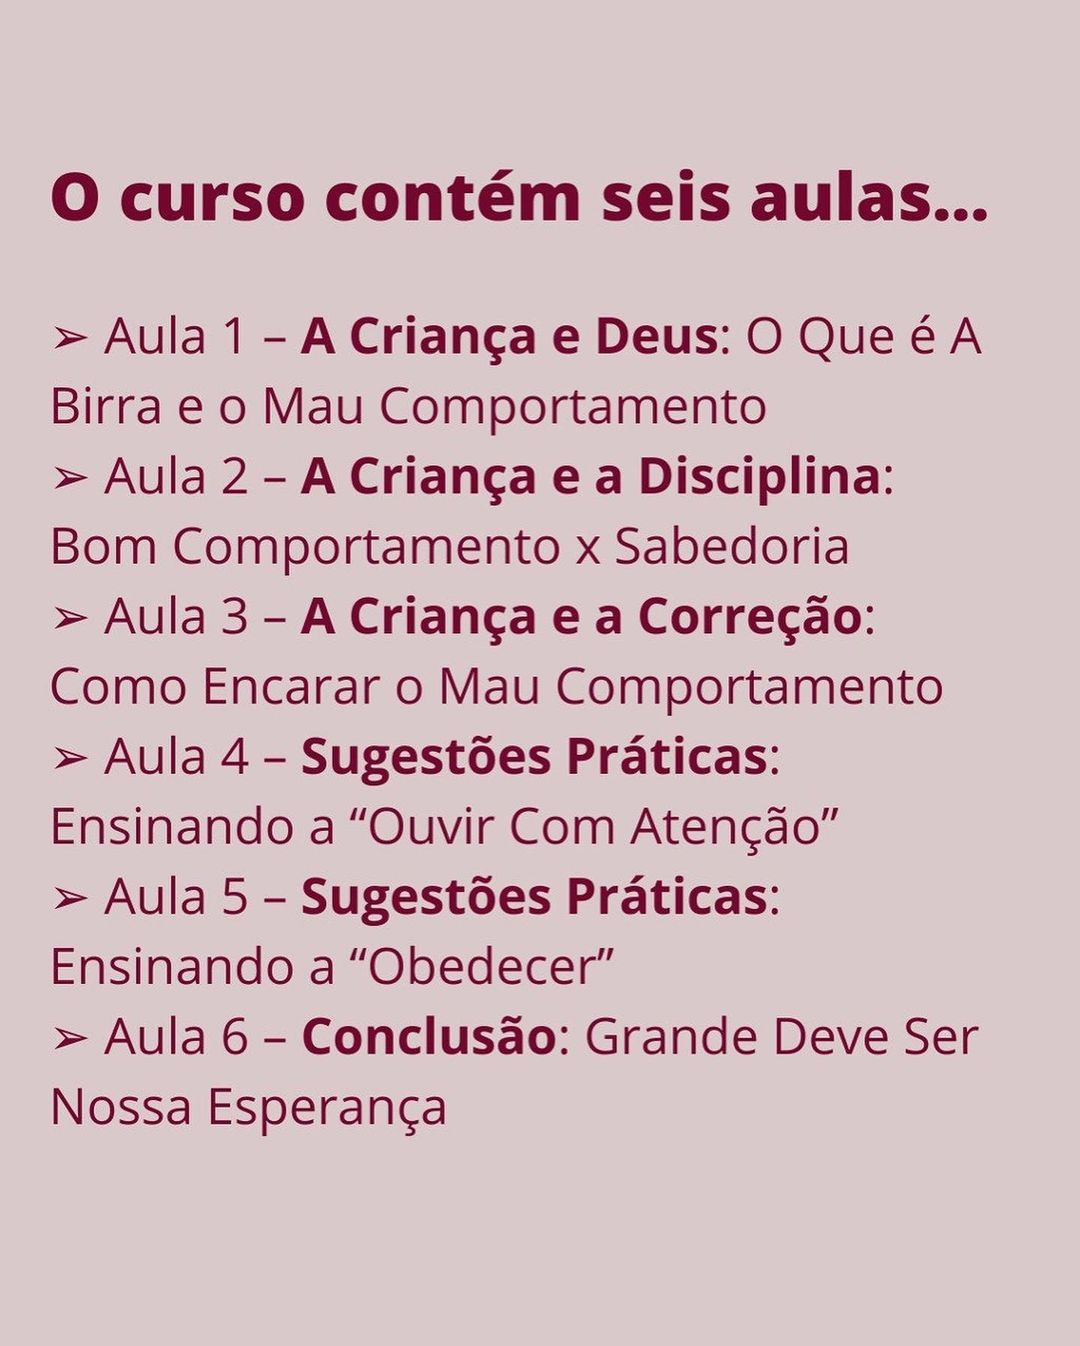 O curso contém seis aulas...
➢ Aula 1 – A Criança e Deus: O Que é A
Birra e o Mau Comportamento
➢ Aula 2 – A Criança e a Disciplina:
Bom Comportamento x Sabedoria
➢ Aula 3 – A Criança e a Correção:
Como Encarar o Mau Comportamento
➢ Aula 4 – Sugestões Práticas:
Ensinando a “Ouvir Com Atenção”
➢ Aula 5 – Sugestões Práticas:
Ensinando a “Obedecer”
➢ Aula 6 – Conclusão: Grande Deve Ser
Nossa Esperança